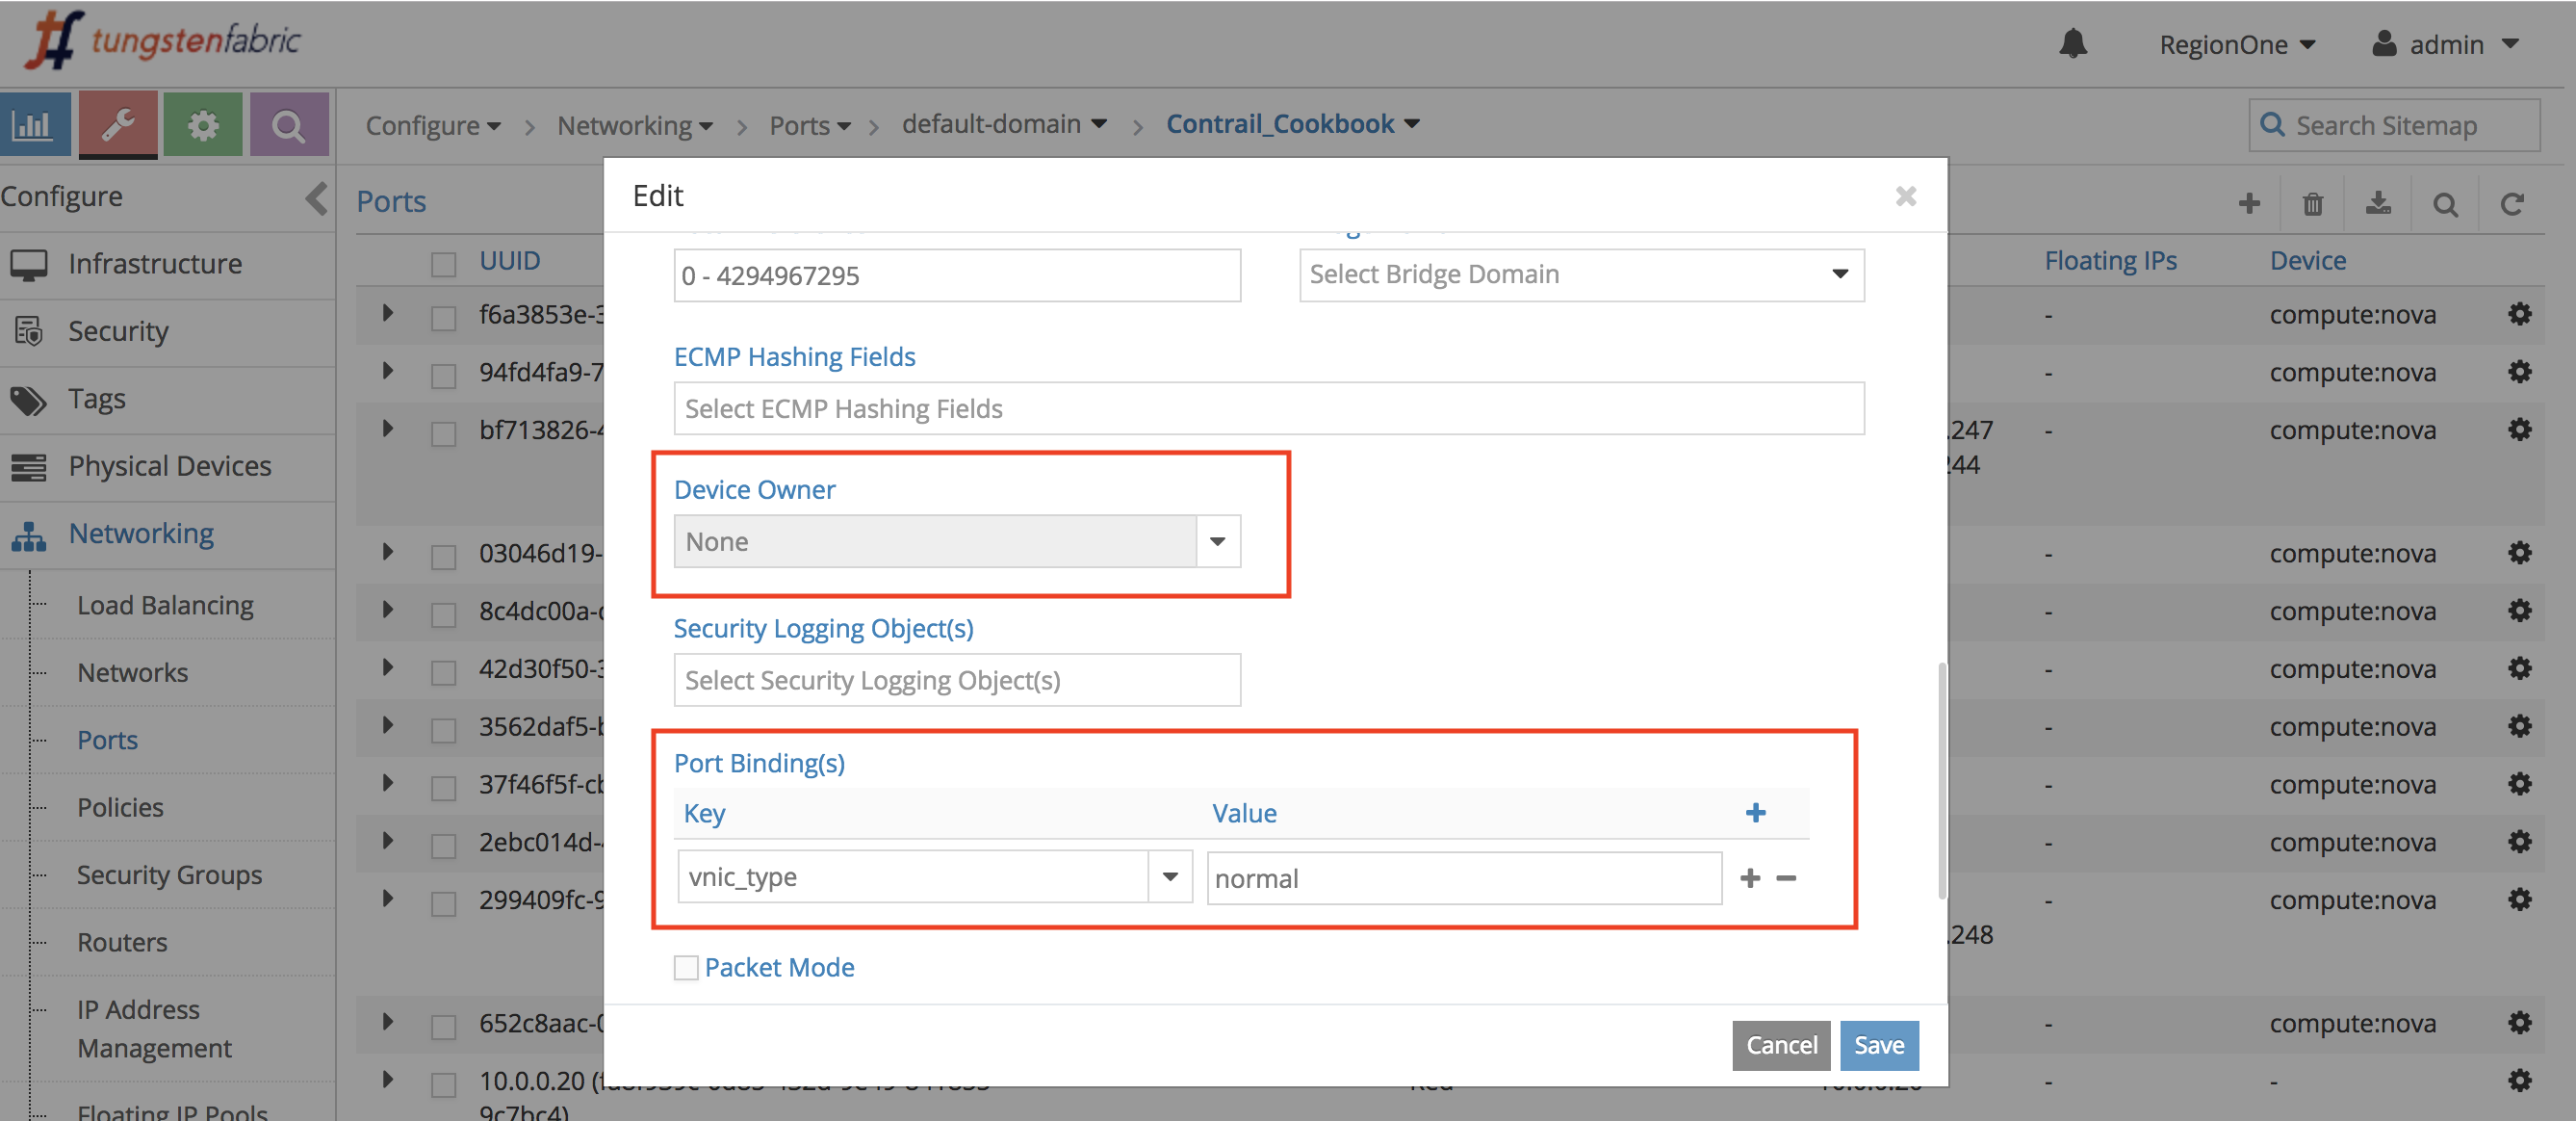 tungstenfabric
RegionOne
admin
Configure > Networking > Ports > default-domain > Contrail_Cookbook
Search Sitemap
Configure
Infrastructure
Security
Tags
Physical Devices
Networking
Load Balancing
Networks
Ports
Policies
Security Groups
Routers
IP Address
Management
Floating IP Pools
Ports
UUID
Floating IPs
Device
f6a3853e-3
- compute:nova
94fd4fa9-7
- compute:nova
bf713826-4
.247 - compute:nova
244
03046d19-
- compute:nova
8c4dc00a-
- compute:nova
42d30f50-3
- compute:nova
3562daf5-b
- compute:nova
37f46f5f-cb
- compute:nova
2ebc014d-
- compute:nova
299409fc-9
- compute:nova
.248
652c8aac-0
- compute:nova
10.0.0.20
- -
9c7bc4)
Edit
0 - 4294967295
Select Bridge Domain
ECMP Hashing Fields
Select ECMP Hashing Fields
Device Owner
None
Security Logging Object(s)
Select Security Logging Object(s)
Port Binding(s)
Key Value
vnic_type normal
Packet Mode
Cancel Save